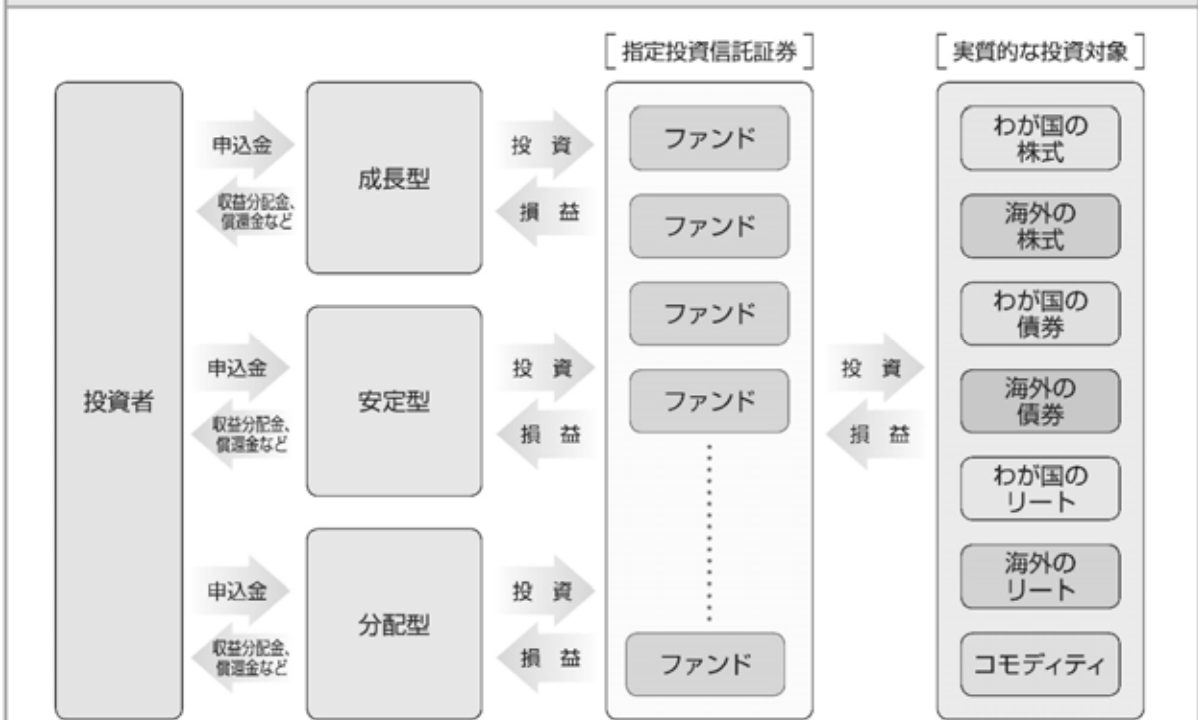 指定投資信託証券
実質的な投資対象
投資者
申込金
収益分配金、
償還金など
成長型
投 資
損 益
申込金
収益分配金、
償還金など
安定型
投 資
損 益
申込金
収益分配金、
償還金など
分配型
投 資
損 益
ファンド
ファンド
ファンド
ファンド
ファンド
投 資
損 益
わが国の
株式
海外の
株式
わが国の
債券
海外の
債券
わが国の
リート
海外の
リート
コモディティ